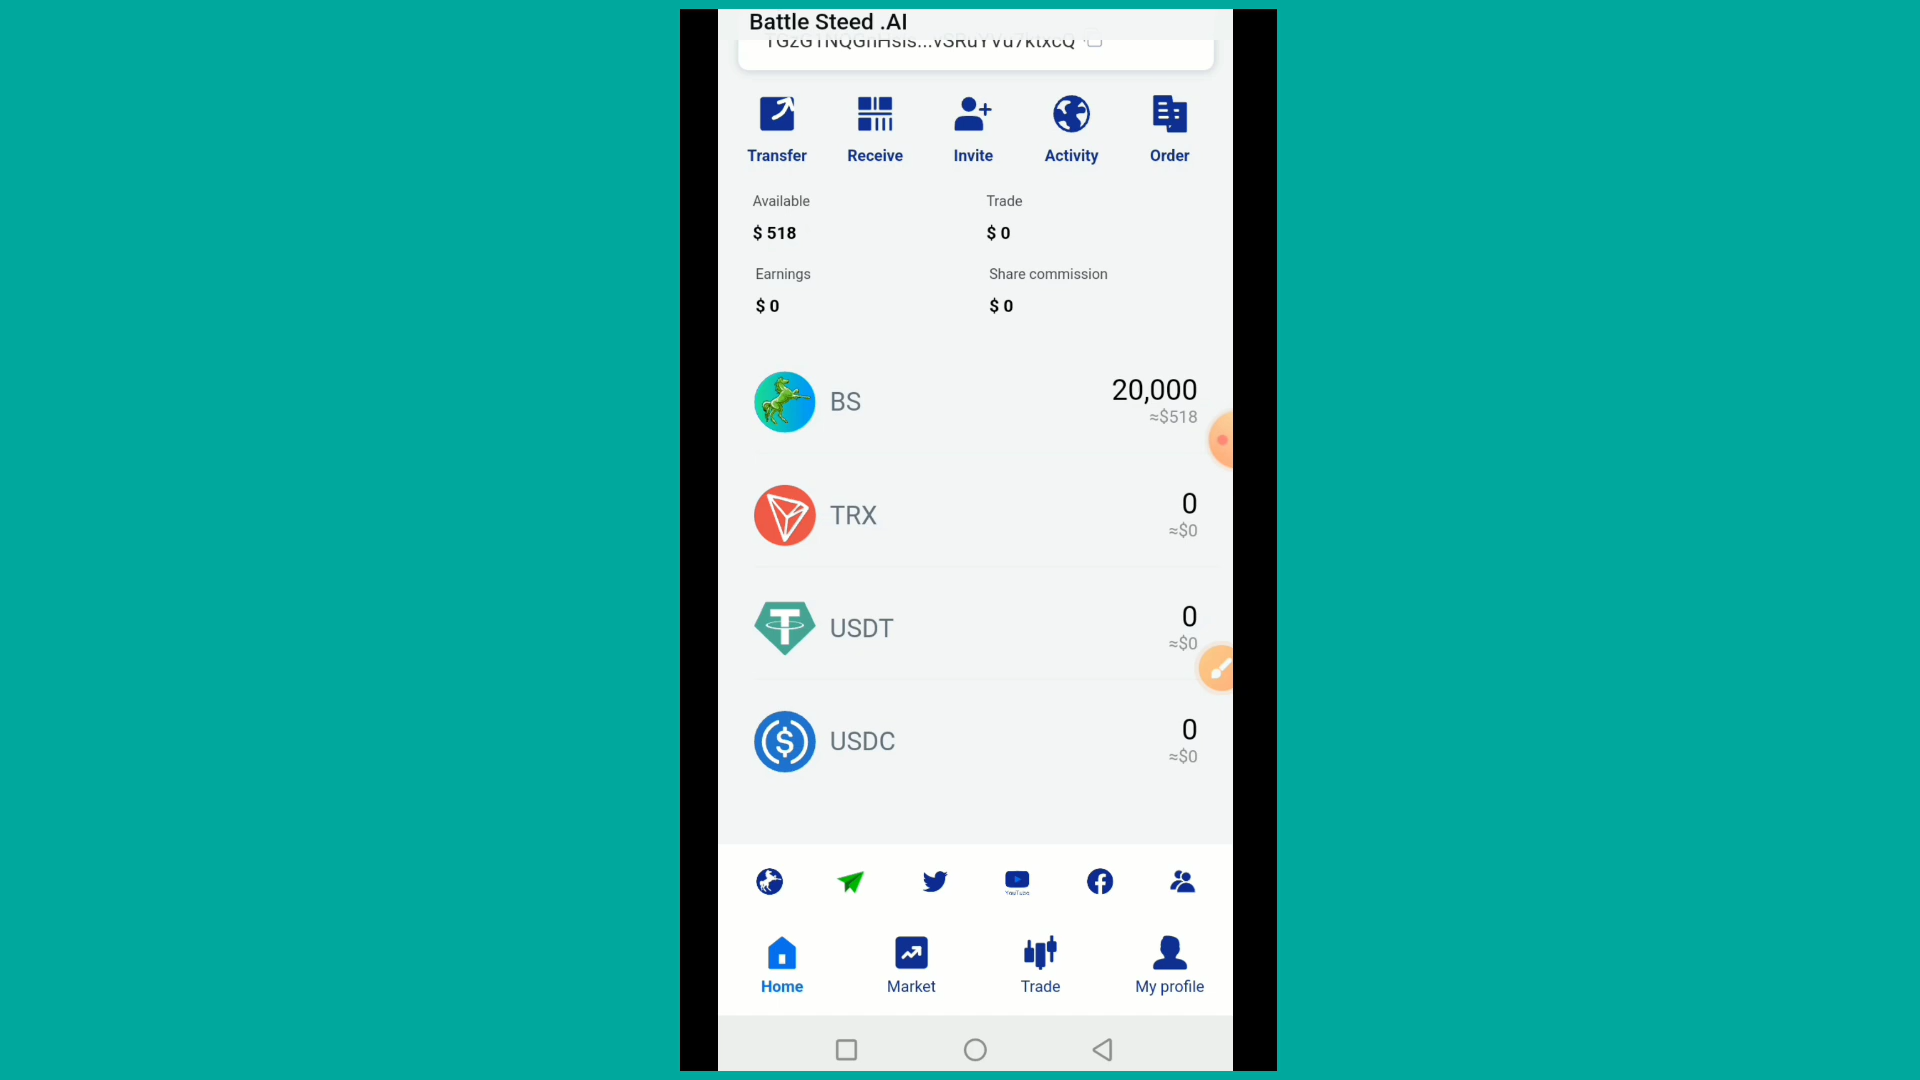 Battle Steed .AI
Transfer Receive Invite Activity Order
Available Trade
$ 518 $ 0
Earnings Share commission
$ 0 $ 0
BS 20,000
≈$518
TRX 0
≈$0
USDT 0
≈$0
USDC 0
≈$0
YouTube
Home Market Trade My profile